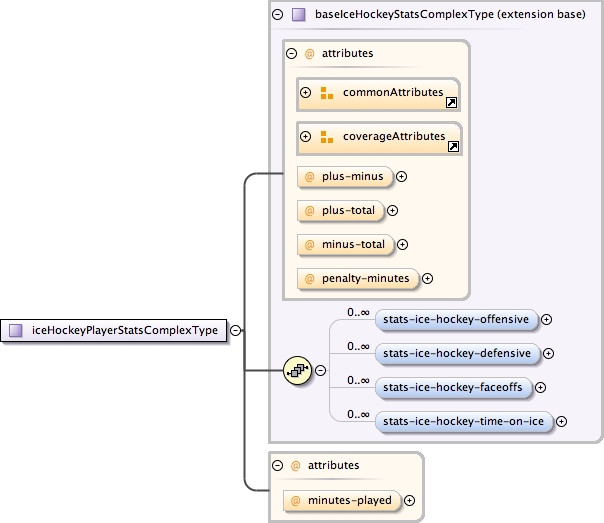 baseIceHockeyStatsComplexType (extension base)
@ attributes
commonAttributes
coverageAttributes
@ plus-minus
@ plus-total
@ minus-total
@ penalty-minutes
iceHockeyPlayerStatsComplexType
0..∞
stats-ice-hockey-offensive
0..∞
stats-ice-hockey-defensive
0..∞
stats-ice-hockey-faceoffs
0..∞
stats-ice-hockey-time-on-ice
@ attributes
@ minutes-played